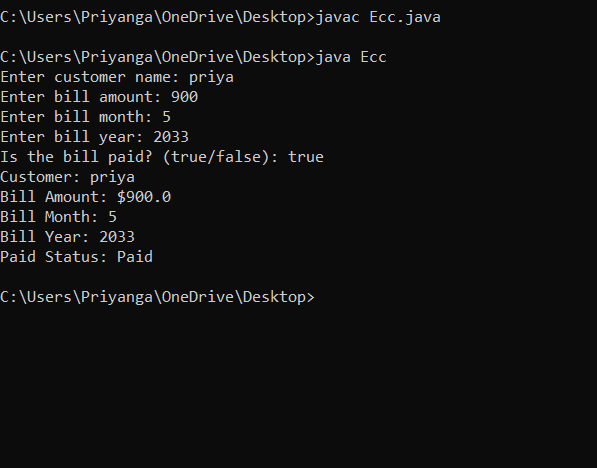 C:\Users\Priyanga\OneDrive\Desktop>javac Ecc.java
C:\Users\Priyanga\OneDrive\Desktop>java Ecc
Enter customer name: priya
Enter bill amount: 900
Enter bill month: 5
Enter bill year: 2033
Is the bill paid? (true/false): true
Customer: priya
Bill Amount: $900.0
Bill Month: 5
Bill Year: 2033
Paid Status: Paid
C:\Users\Priyanga\OneDrive\Desktop>